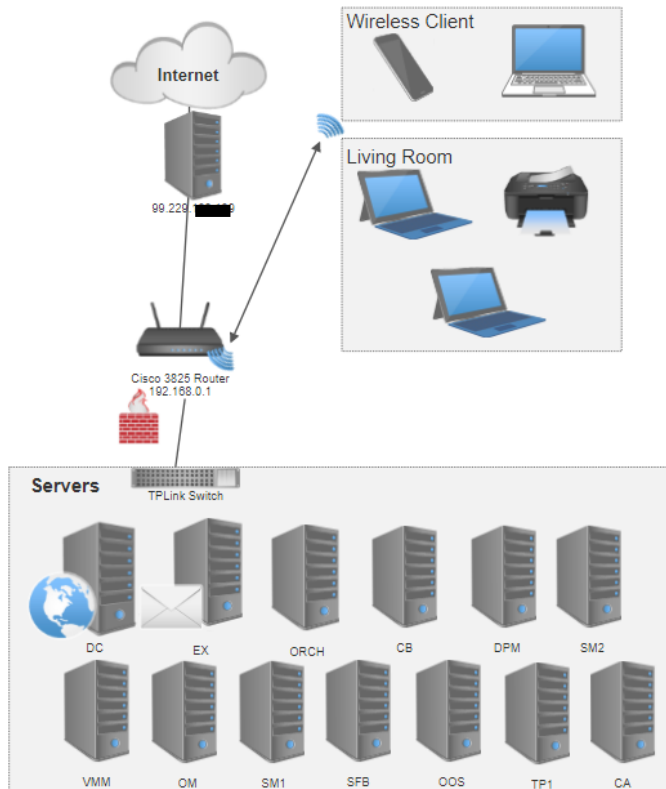 Wireless Client
Internet
Living Room
99.229.
Cisco 3825 Router
192.168.0.1
Servers
TPLink Switch
DC
EX
ORCH
CB
DPM
SM2
VMM
OM
SM1
SFB
OOS
TP1
CA